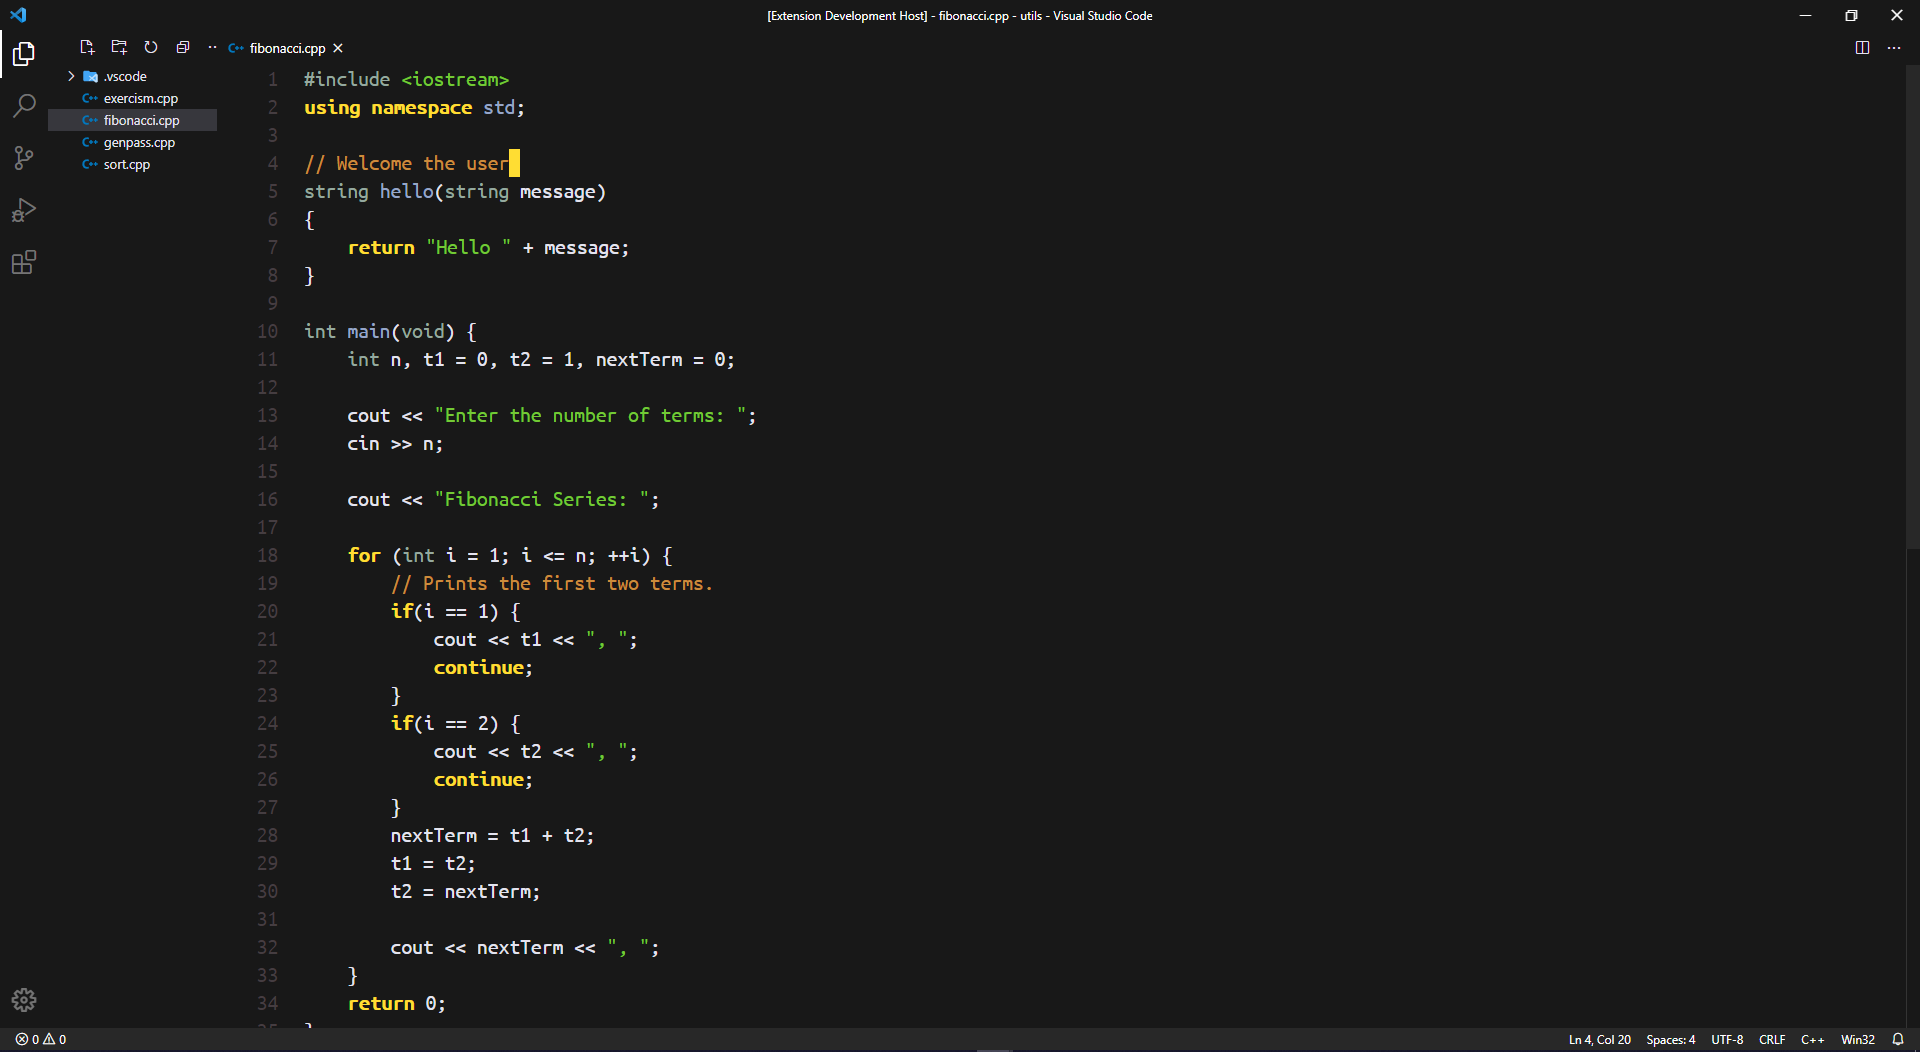 [Extension Development Host] - fibonacci.cpp - utils - Visual Studio Code
fibonacci.cpp
.vscode
exercism.cpp
fibonacci.cpp
genpass.cpp
sort.cpp
1 #include <iostream>
2 using namespace std;
3
4 // Welcome the user
5 string hello(string message)
6 {
7     return "Hello " + message;
8 }
9
10 int main(void) {
11     int n, t1 = 0, t2 = 1, nextTerm = 0;
12
13     cout << "Enter the number of terms: ";
14     cin >> n;
15
16     cout << "Fibonacci Series: ";
17
18     for (int i = 1; i <= n; ++i) {
19         // Prints the first two terms.
20         if(i == 1) {
21             cout << t1 << ", ";
22             continue;
23         }
24         if(i == 2) {
25             cout << t2 << ", ";
26             continue;
27         }
28         nextTerm = t1 + t2;
29         t1 = t2;
30         t2 = nextTerm;
31
32         cout << nextTerm << ", ";
33     }
34     return 0;
0 0 Ln 4, Col 20 Spaces: 4 UTF-8 CRLF C++ Win32